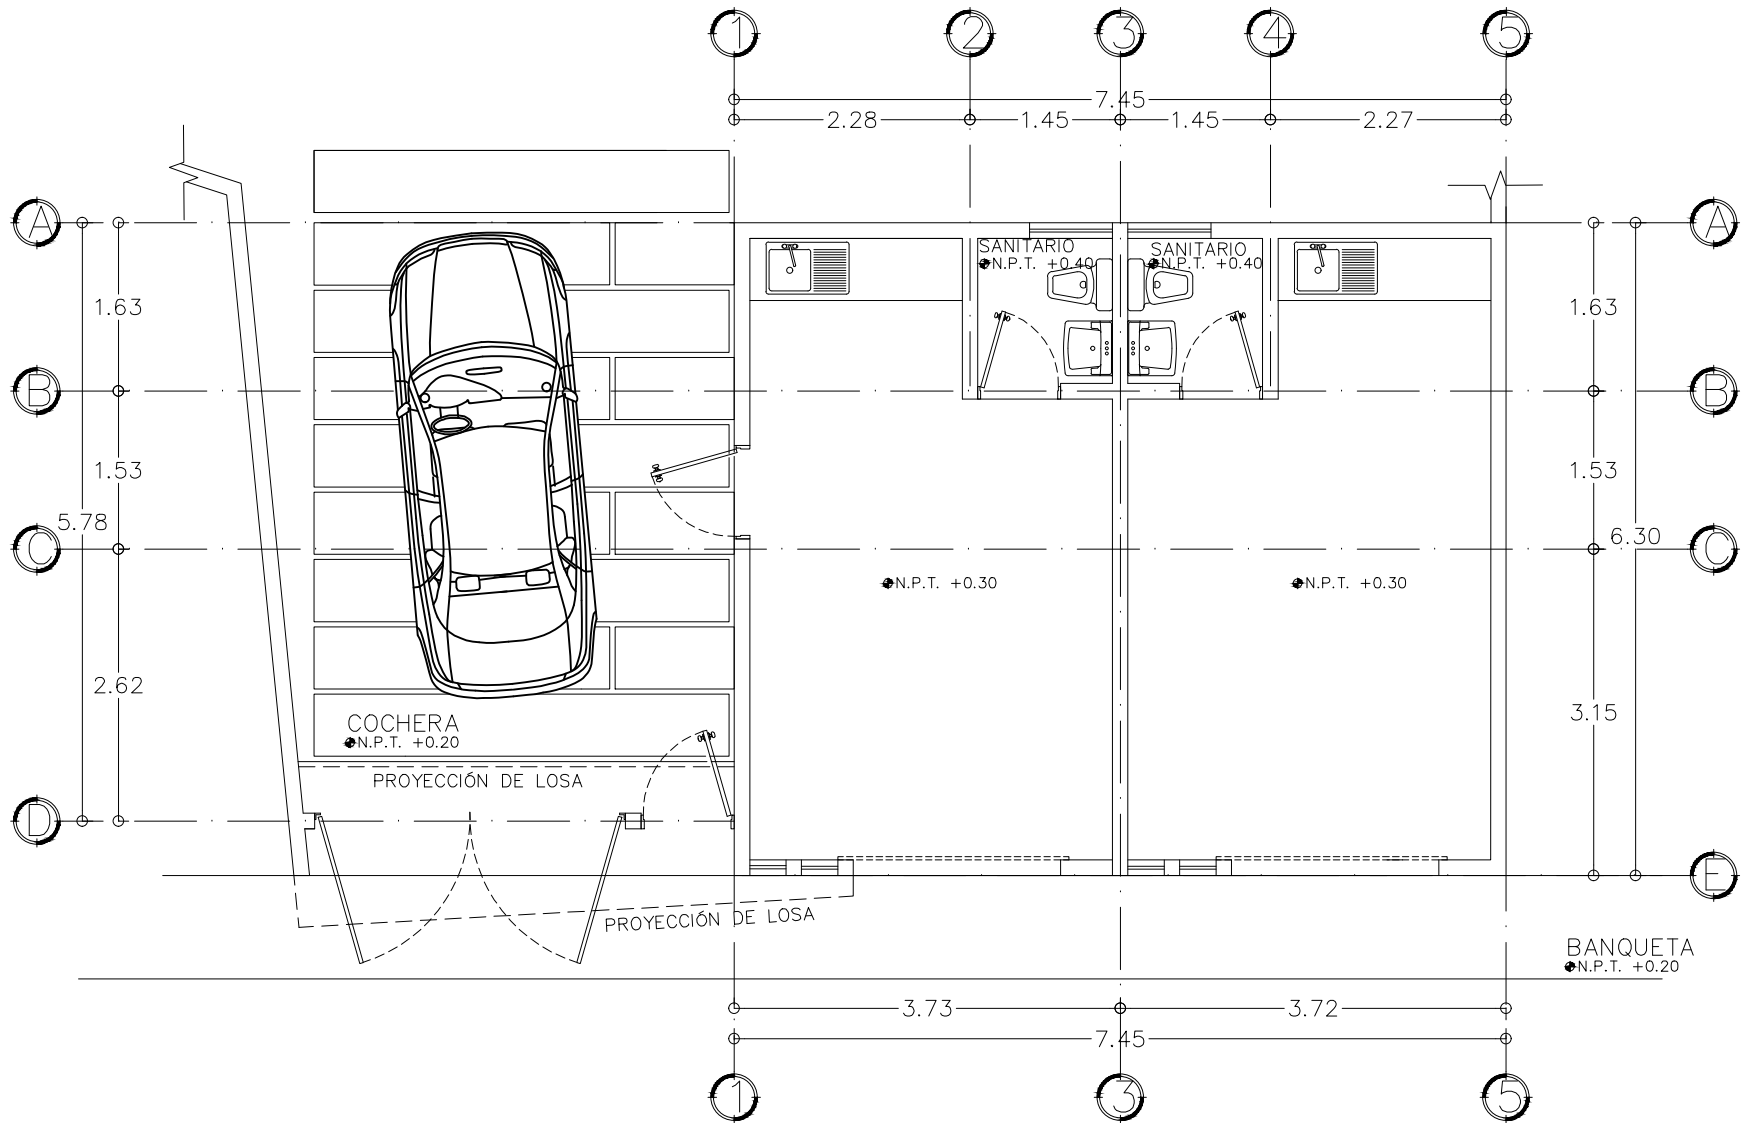 1 2 3 4 5
7.45
2.28 1.45 1.45 2.27
A A
SANITARIO SANITARIO
N.P.T. +0.40 N.P.T. +0.40
1.63 1.63
B B
1.53 1.53
5.78 6.30
C C
N.P.T. +0.30 N.P.T. +0.30
2.62 3.15
COCHERA
N.P.T. +0.20
PROYECCIÓN DE LOSA
D
E
PROYECCIÓN DE LOSA
BANQUETA
N.P.T. +0.20
3.73 3.72
7.45
1 3 5